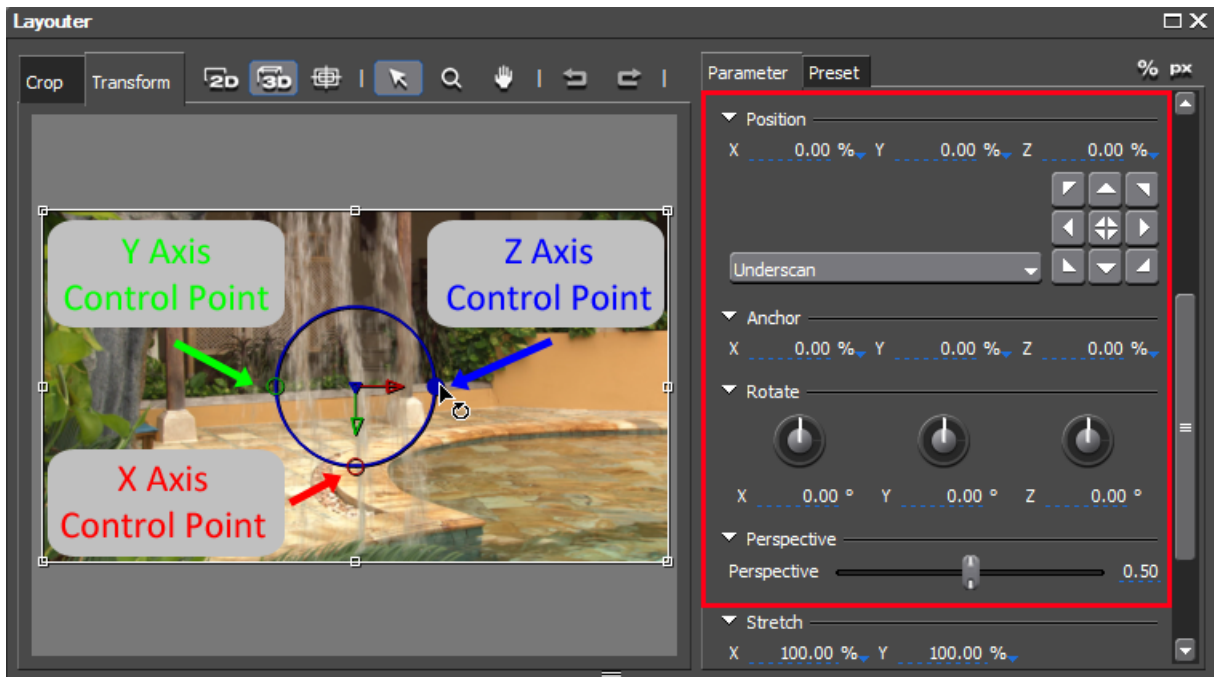 Layouter
Crop Transform 2D 3D
Parameter Preset % px
Position
X 0.00 % Y 0.00 % Z 0.00 %
Underscan
Anchor
X 0.00 % Y 0.00 % Z 0.00 %
Rotate
X 0.00 ° Y 0.00 ° Z 0.00 °
Perspective
Perspective 0.50
Stretch
X 100.00 % Y 100.00 %
Y Axis
Control Point
Z Axis
Control Point
X Axis
Control Point